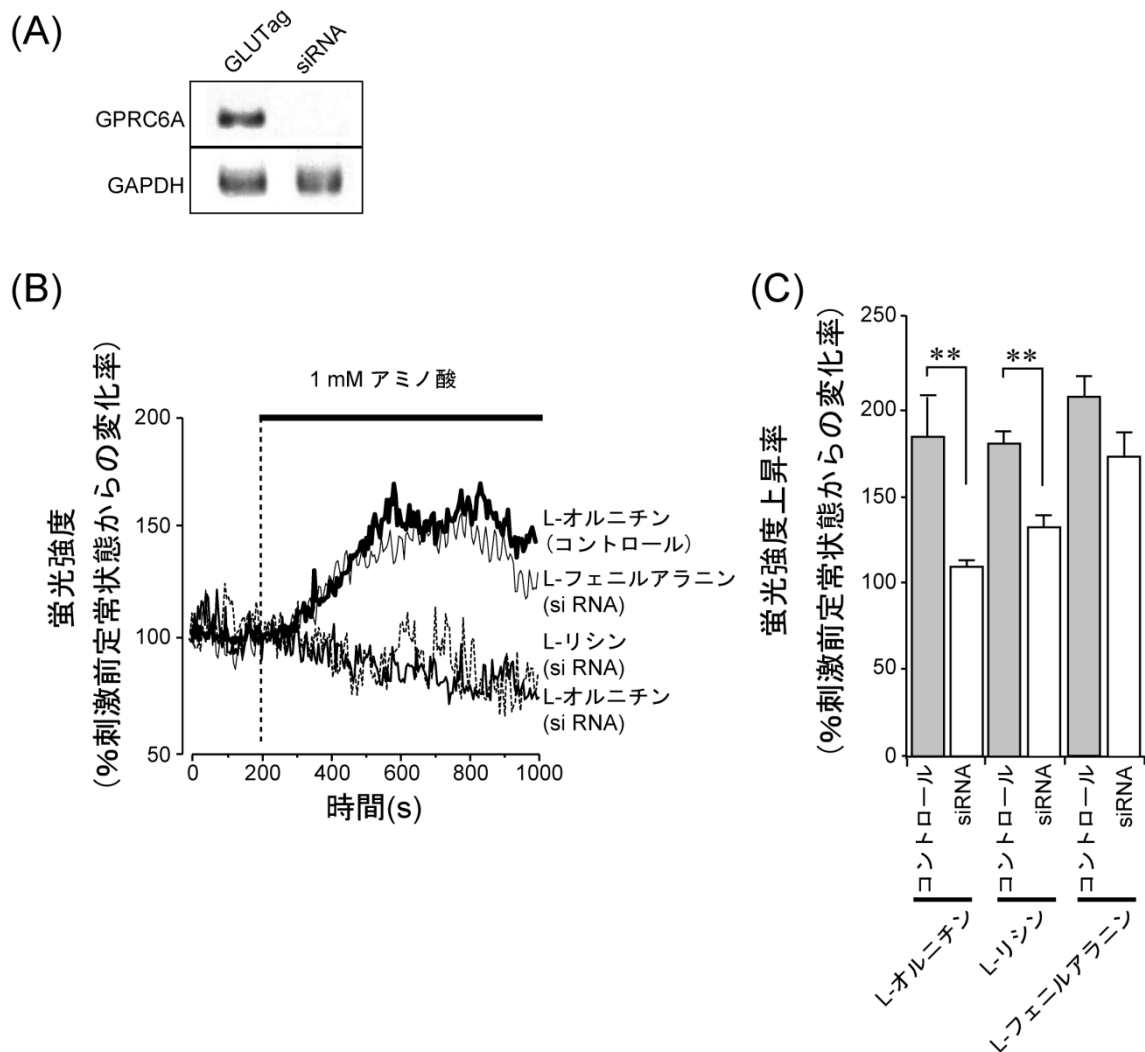 (A)
GLUTag
siRNA
GPRC6A
GAPDH
(B)
蛍光強度
(%刺激前定常状態からの変化率)
1 mM アミノ酸
200
150
100
50
L-オルニチン
(コントロール)
L-フェニルアラニン
(si RNA)
L-リシン
(si RNA)
L-オルニチン
(si RNA)
0
200
400
600
800
1000
時間(s)
(C)
蛍光強度上昇率
(%刺激前定常状態からの変化率)
250
200
150
100
50
0
**
**
コントロール
siRNA
コントロール
siRNA
コントロール
siRNA
L-オルニチン
L-リシン
L-フェニルアラニン